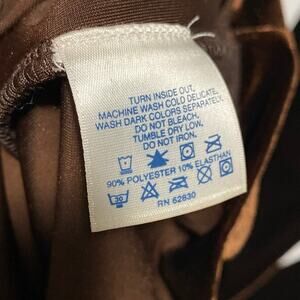 TURN INSIDE OUT.
MACHINE WASH COLD DELICATE.
WASH DARK COLORS SEPARATELY.
DO NOT BLEACH.
TUMBLE DRY LOW.
DO NOT IRON.
90% POLYESTER 10% ELASTHAN
30
RN 62830